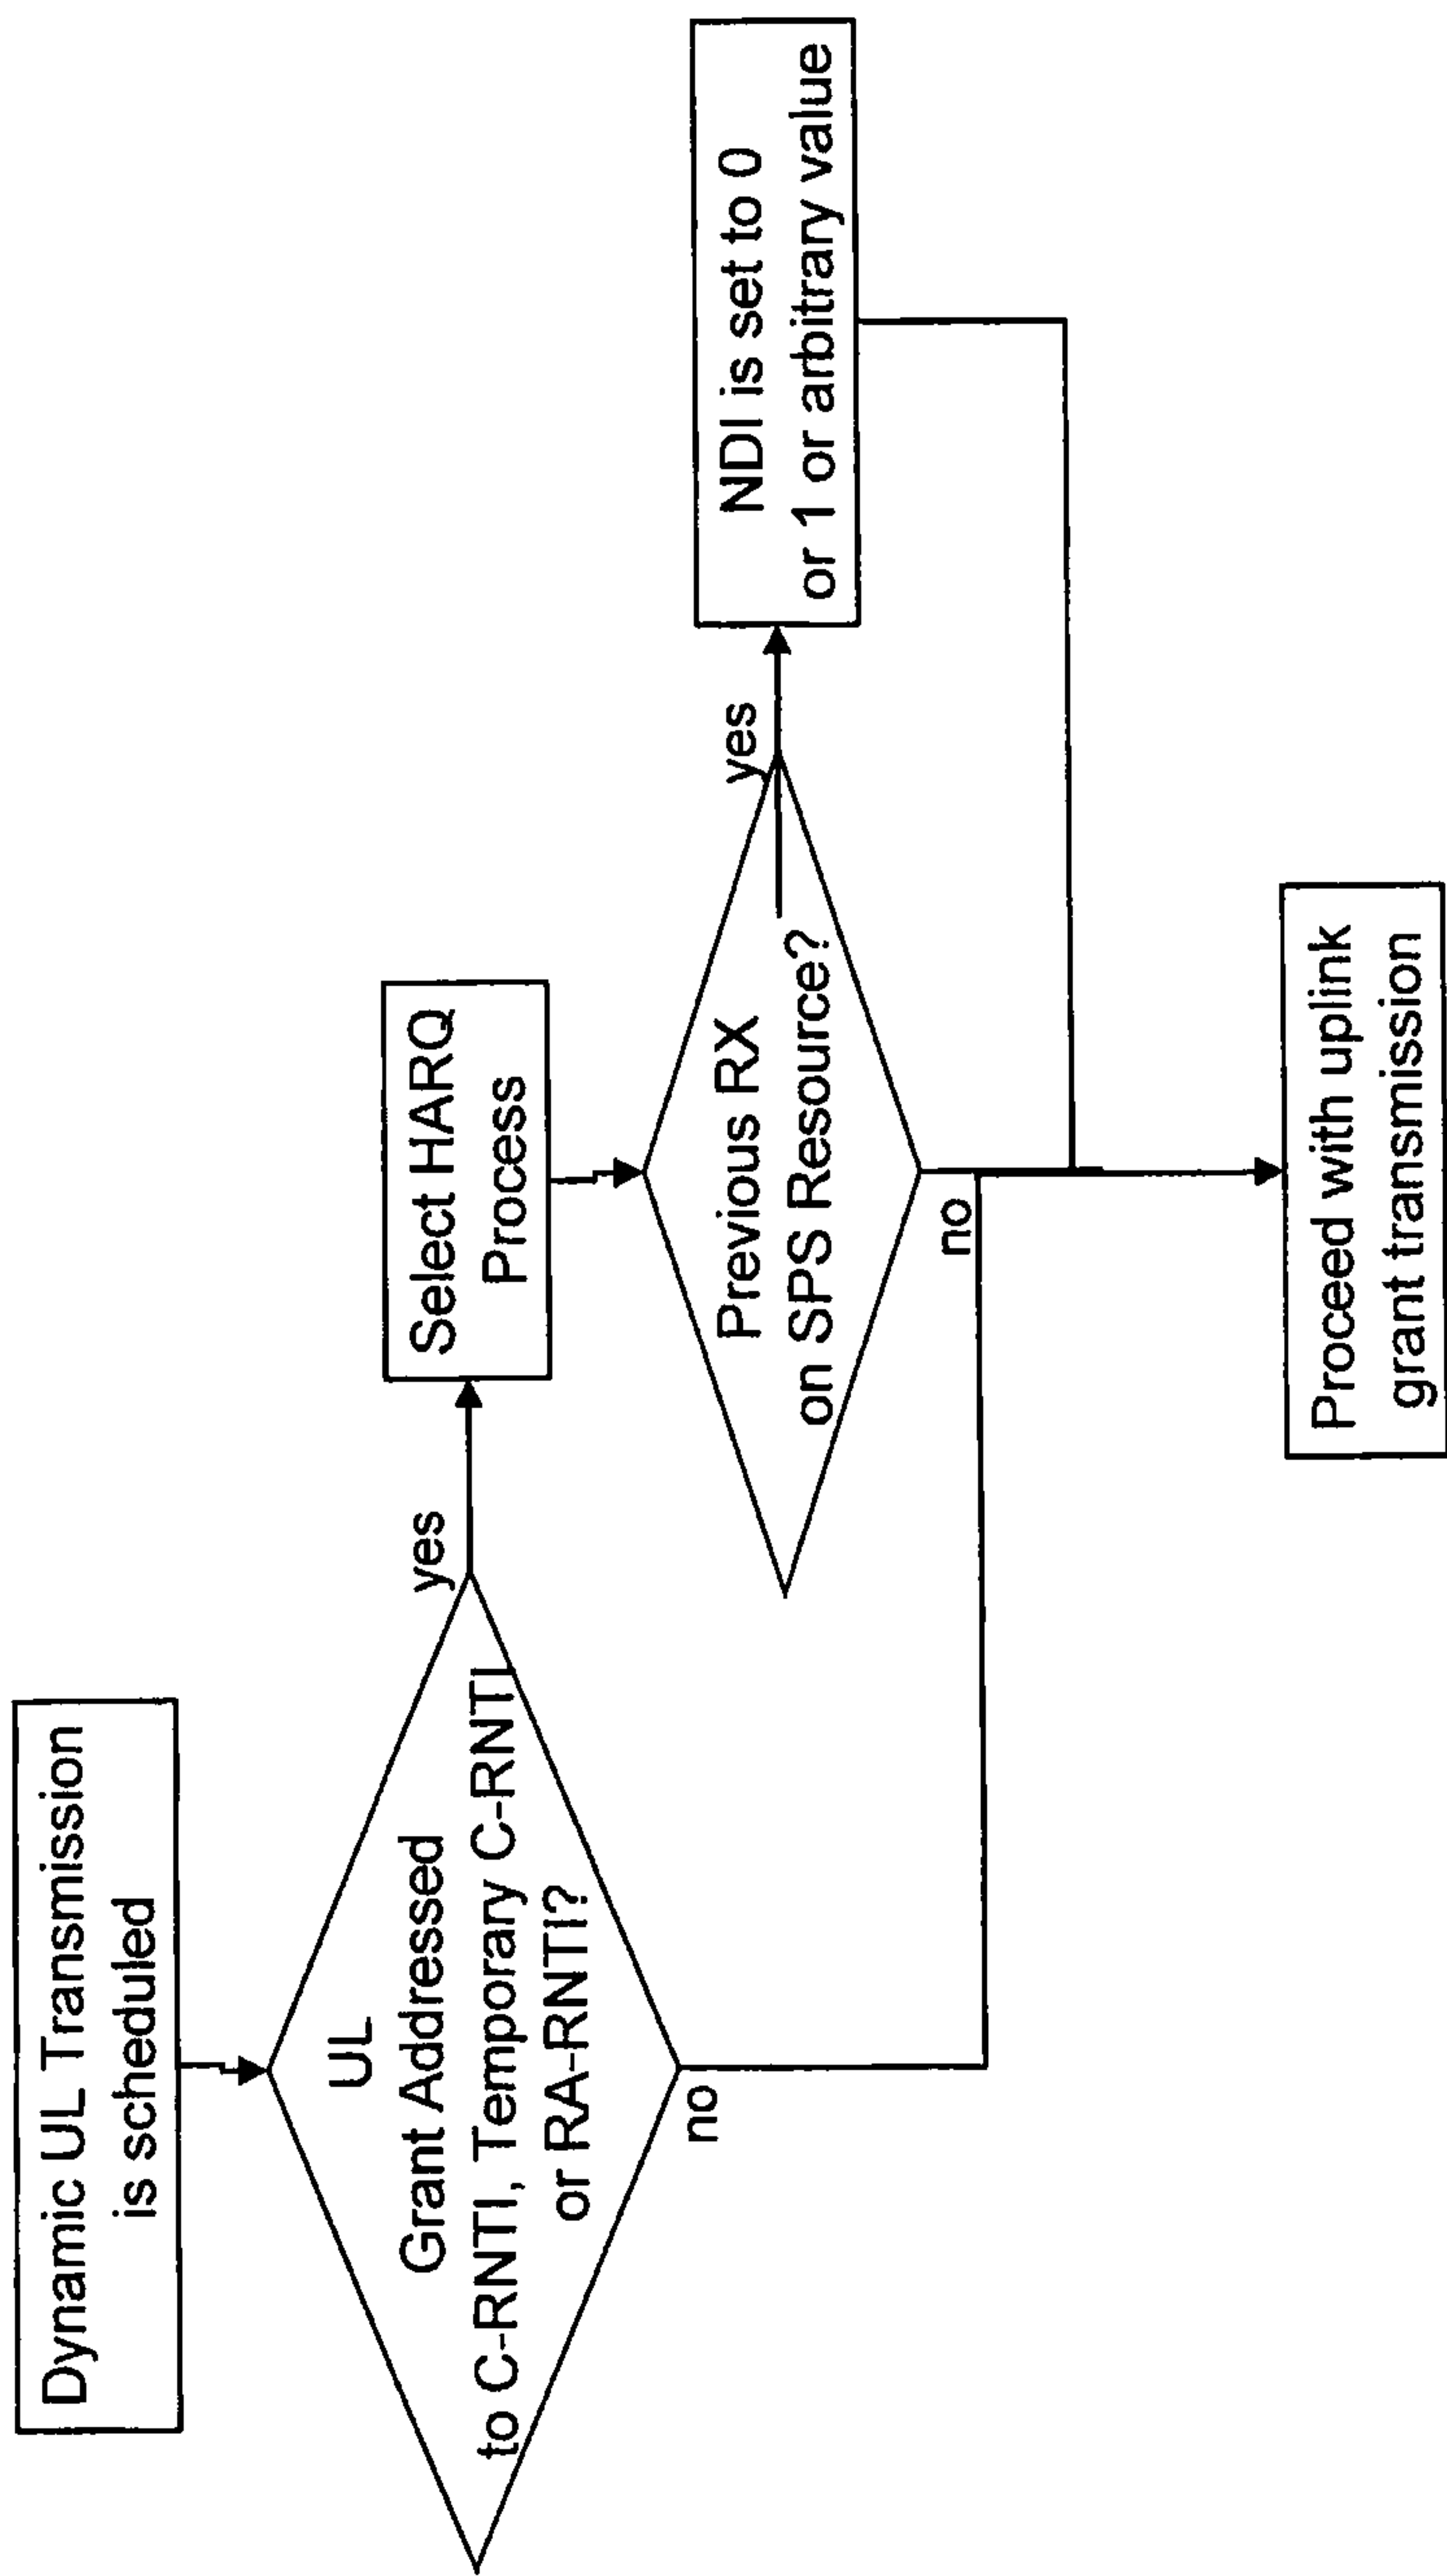 Dynamic UL Transmission
is scheduled
UL
Grant Addressed
to C-RNTI, Temporary C-RNTI
or RA-RNTI?
yes
no
Select HARQ
Process
Previous RX
on SPS Resource?
yes
no
NDI is set to 0
or 1 or arbitrary value
Proceed with uplink
grant transmission